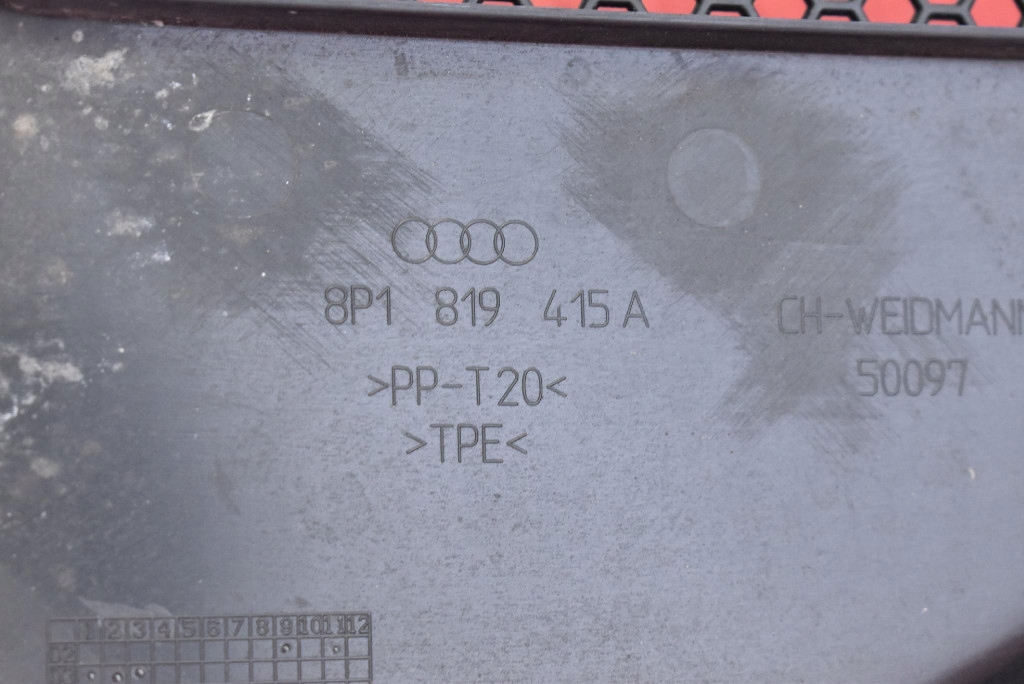 8P1 819 415 A
>PP-T20<
>TPE<
CH-WEIDMANN
50097
1 2 3 4 5 6 7 8 9 10 11 12